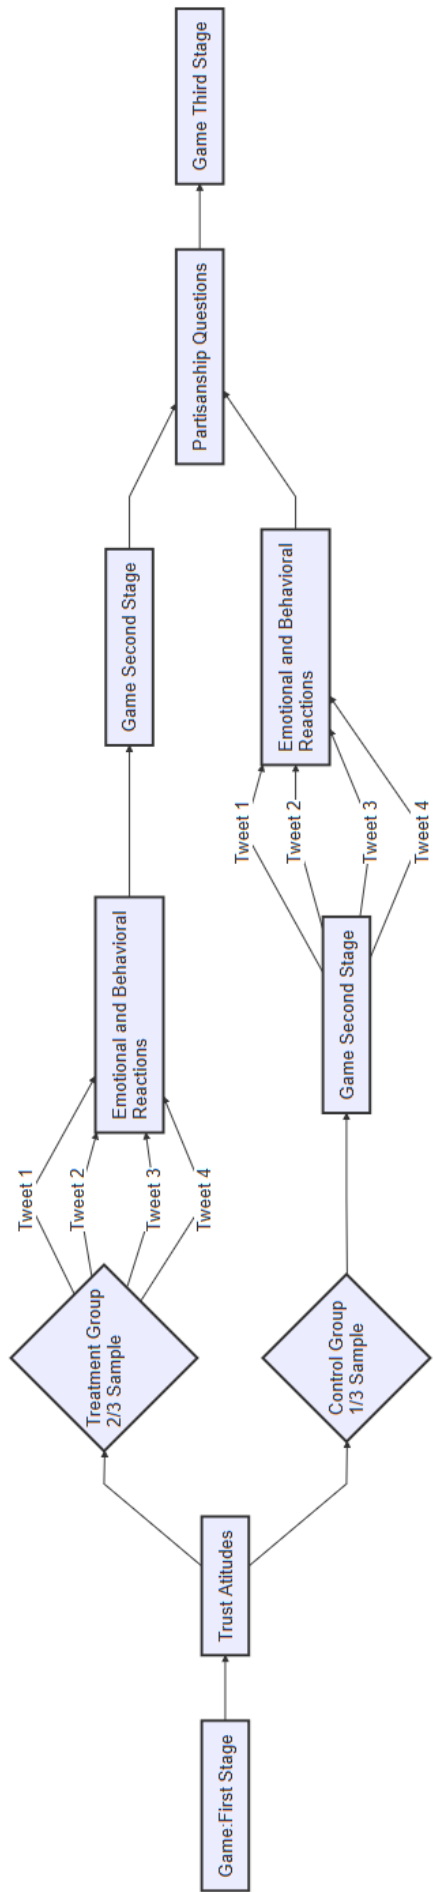 Game:First Stage
Trust Atitudes
Treatment Group
2/3 Sample
Tweet 1
Tweet 2
Tweet 3
Tweet 4
Emotional and Behavioral
Reactions
Game Second Stage
Control Group
1/3 Sample
Game Second Stage
Tweet 1
Tweet 2
Tweet 3
Tweet 4
Emotional and Behavioral
Reactions
Partisanship Questions
Game Third Stage